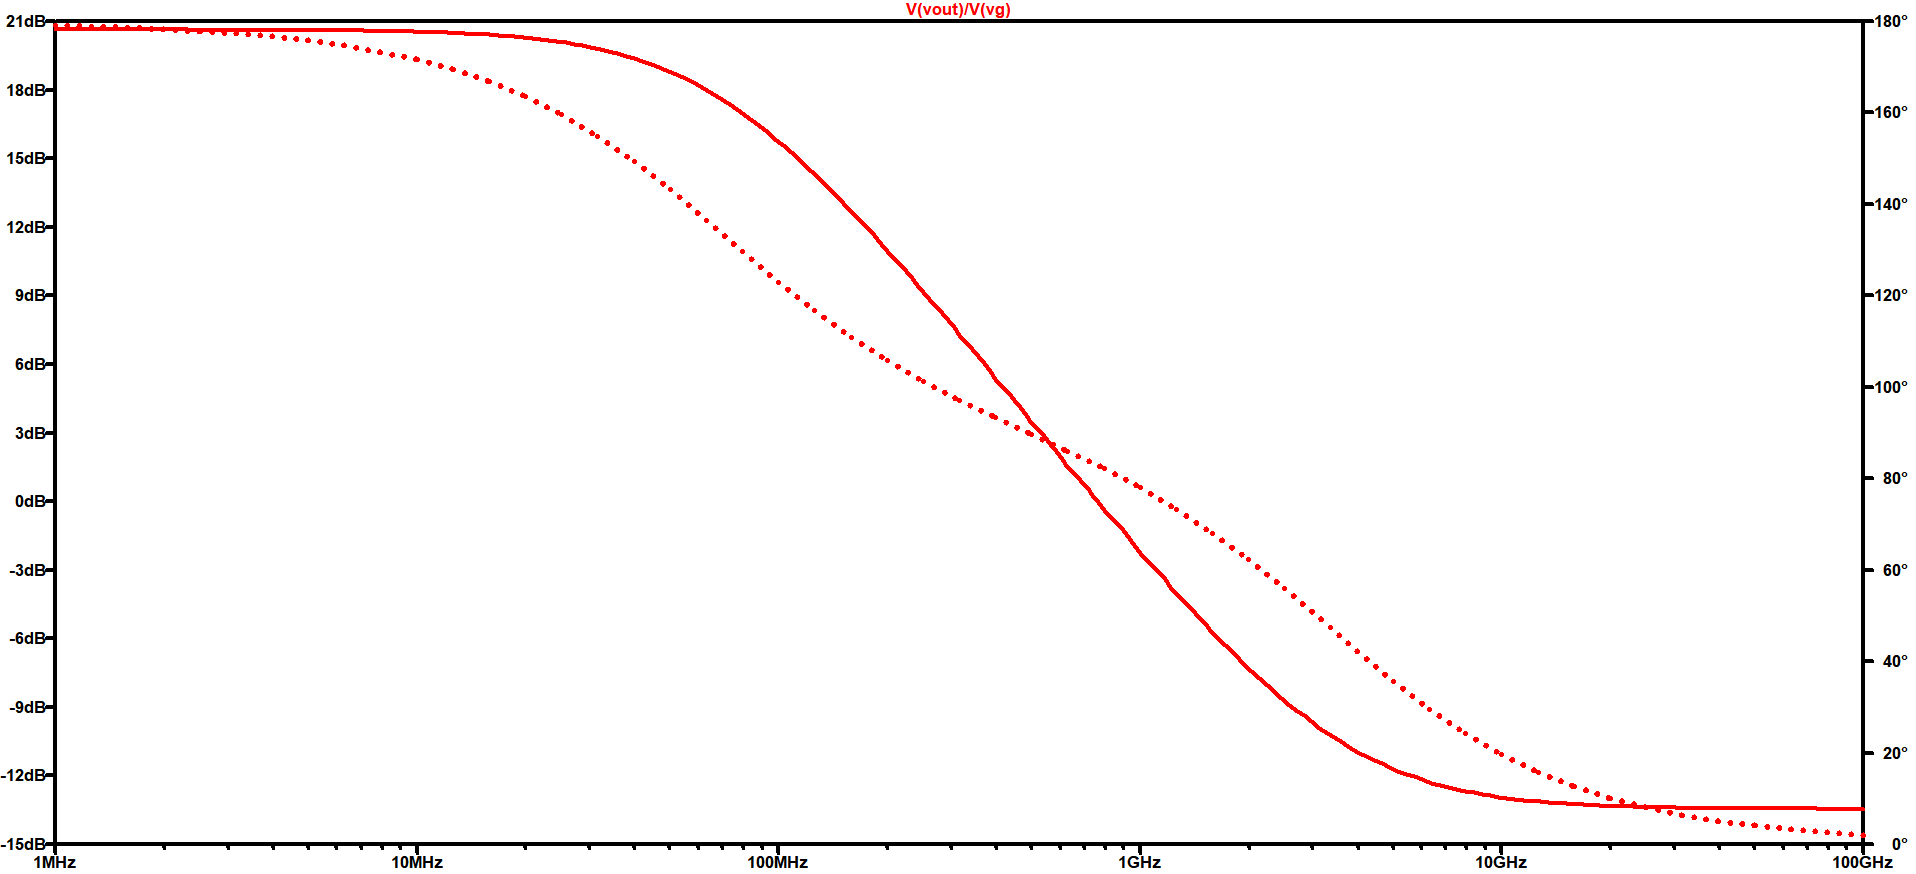 V(vout)/V(vg)
21dB
18dB
15dB
12dB
9dB
6dB
3dB
0dB
-3dB
-6dB
-9dB
-12dB
-15dB
180°
160°
140°
120°
100°
80°
60°
40°
20°
0°
1MHz 10MHz 100MHz 1GHz 10GHz 100GHz